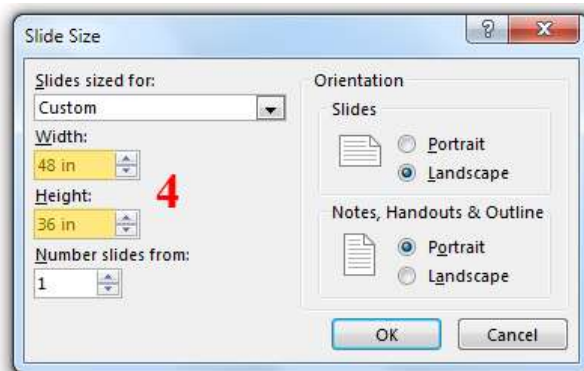 Slide Size
Slides sized for:
Custom
Width:
48 in
Height:
36 in
4
Number slides from:
1
Orientation
Slides
Portrait
Landscape
Notes, Handouts & Outline
Portrait
Landscape
OK
Cancel